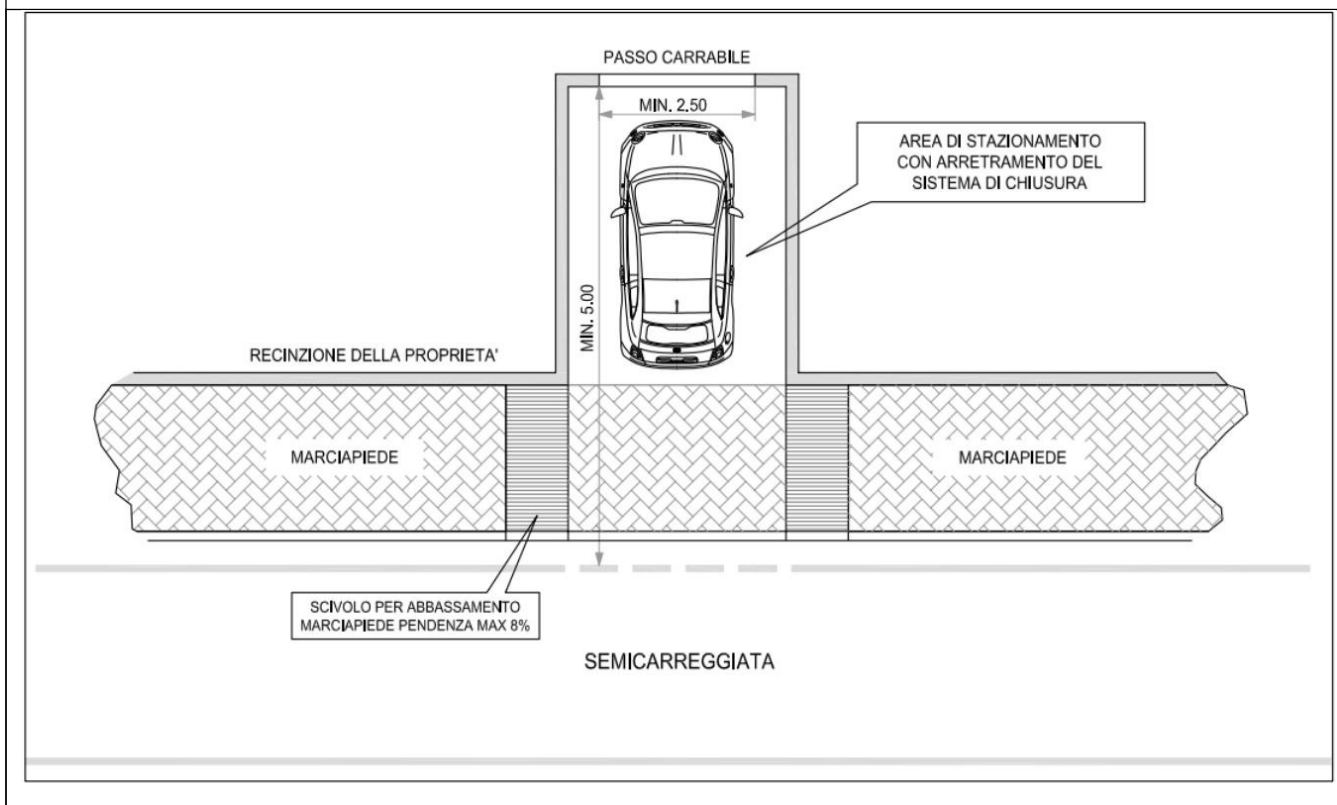 PASSO CARRABILE
MIN. 2.50
AREA DI STAZIONAMENTO
CON ARRETRAMENTO DEL
SISTEMA DI CHIUSURA
MIN. 5.00
RECINZIONE DELLA PROPRIETA'
MARCIAPIEDE
MARCIAPIEDE
SCIVOLO PER ABBASSAMENTO
MARCIAPIEDE PENDENZA MAX 8%
SEMICARREGGIATA